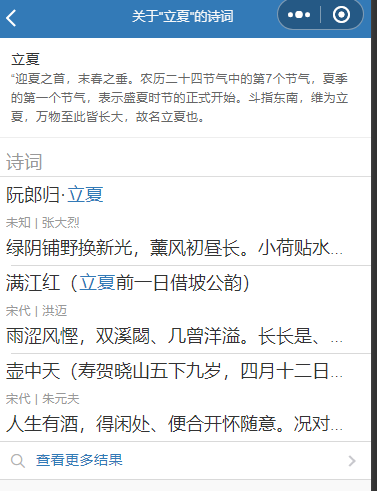 关于"立夏"的诗词
立夏
“迎夏之首，末春之垂。农历二十四节气中的第7个节气，夏季
的第一个节气，表示盛夏时节的正式开始。斗指东南，维为立
夏，万物至此皆长大，故名立夏也。
诗词
阮郎归·立夏
未知 | 张大烈
绿阴铺野换新光，薰风初昼长。小荷贴水...
满江红（立夏前一日借坡公韵）
宋代 | 洪迈
雨涩风悭，双溪閟、几曾洋溢。长长是、...
壶中天（寿贺晓山五下九岁，四月十二日...
宋代 | 朱元夫
人生有酒，得闲处、便合开怀随意。况对...
查看更多结果